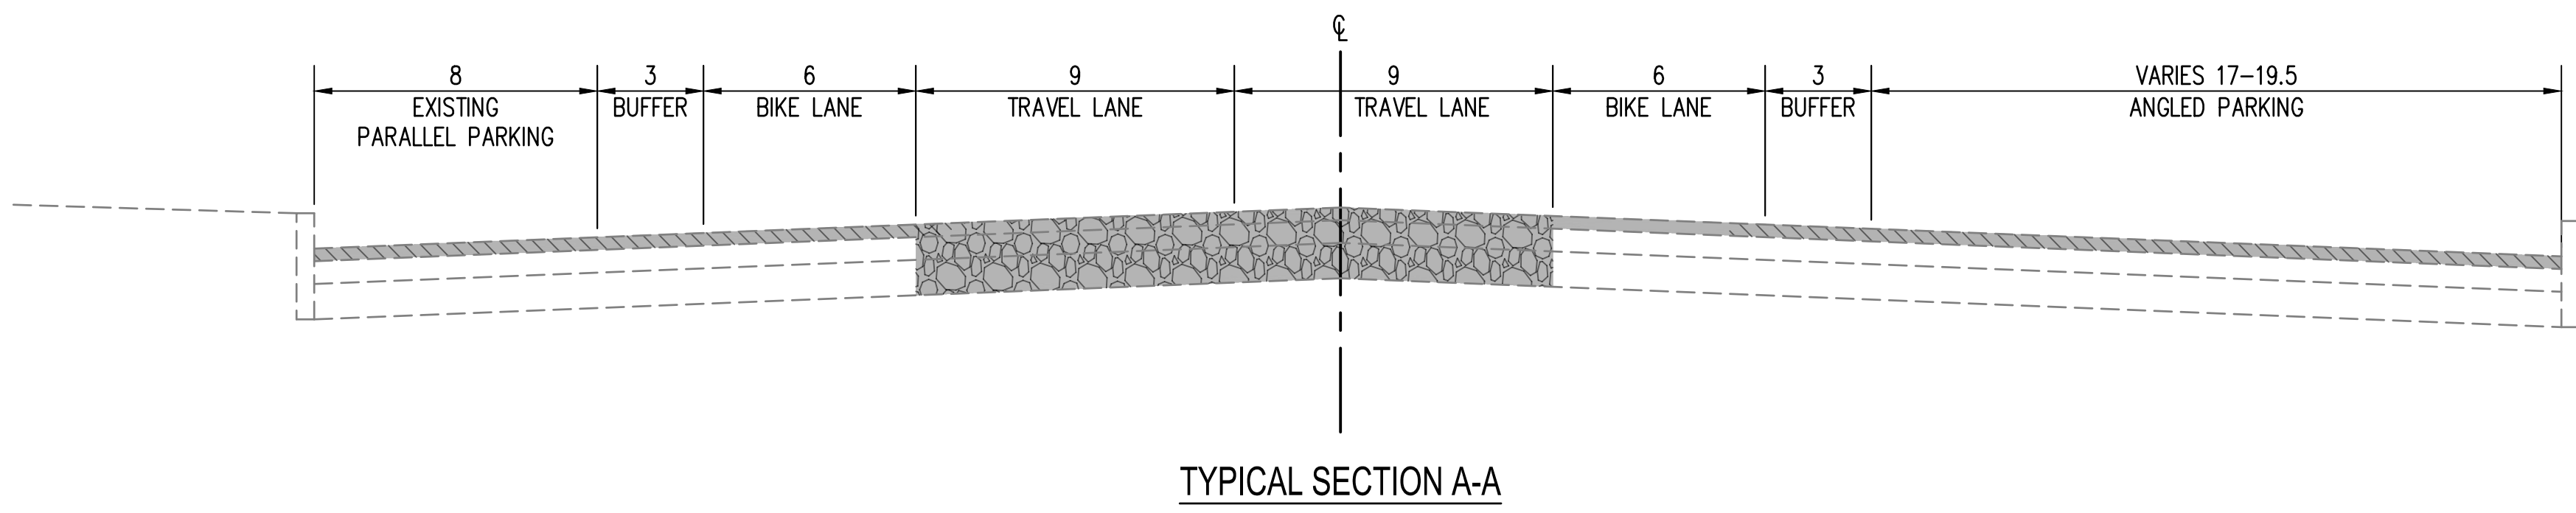 ℄
8
EXISTING
PARALLEL PARKING
3
BUFFER
6
BIKE LANE
9
TRAVEL LANE
9
TRAVEL LANE
6
BIKE LANE
3
BUFFER
VARIES 17–19.5
ANGLED PARKING
TYPICAL SECTION A-A